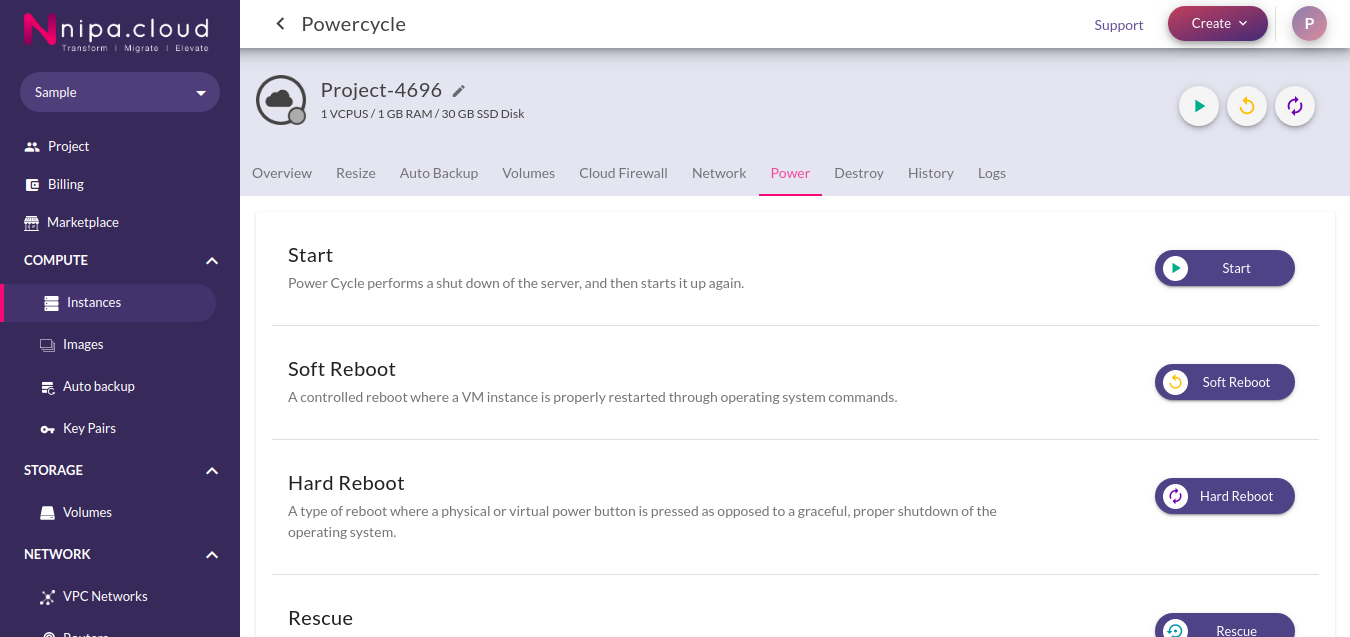 nipa.cloud
Transform | Migrate | Elevate
Sample
Project
Billing
Marketplace
COMPUTE
Instances
Images
Auto backup
Key Pairs
STORAGE
Volumes
NETWORK
VPC Networks
Routers
Powercycle
Support
Create
P
Project-4696
1 VCPUS / 1 GB RAM / 30 GB SSD Disk
Overview Resize Auto Backup Volumes Cloud Firewall Network Power Destroy History Logs
Start
Power Cycle performs a shut down of the server, and then starts it up again.
Start
Soft Reboot
A controlled reboot where a VM instance is properly restarted through operating system commands.
Soft Reboot
Hard Reboot
A type of reboot where a physical or virtual power button is pressed as opposed to a graceful, proper shutdown of the
operating system.
Hard Reboot
Rescue
Rescue